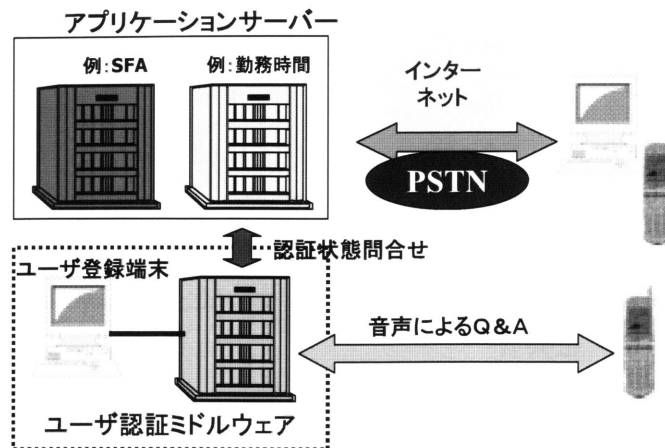 アプリケーションサーバー
例:SFA
例:勤務時間
インター
ネット
PSTN
認証状態問合せ
ユーザ登録端末
音声によるQ&A
ユーザ認証ミドルウェア